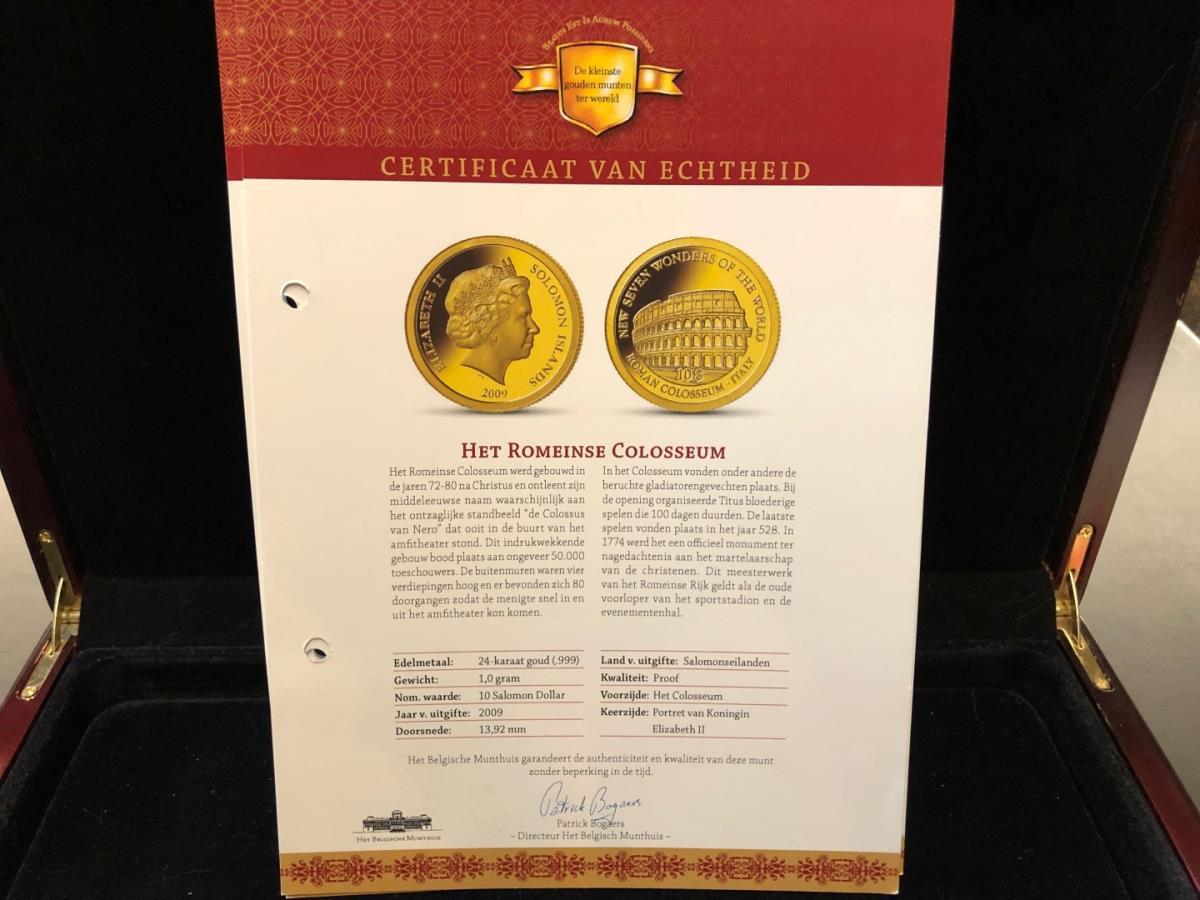 Beatus Est Is Aurum Possidens
De kleinste
gouden munten
ter wereld
CERTIFICAAT VAN ECHTHEID
ELIZABETH II
SOLOMON ISLANDS
2009
NEW SEVEN WONDERS OF THE WORLD
10$
ROMAN COLOSSEUM - ITALY
HET ROMEINSE COLOSSEUM
Het Romeinse Colosseum werd gebouwd in
de jaren 72-80 na Christus en ontleent zijn
middeleeuwse naam waarschijnlijk aan
het ontzaglijke standbeeld "de Colossus
van Nero" dat ooit in de buurt van het
amfitheater stond. Dit indrukwekkende
gebouw bood plaats aan ongeveer 50.000
toeschouwers. De buitenmuren waren vier
verdiepingen hoog en er bevonden zich 80
doorgangen zodat de menigte snel in en
uit het amfitheater kon komen.
In het Colosseum vonden onder andere de
beruchte gladiatorengevechten plaats. Bij
de opening organiseerde Titus bloederige
spelen die 100 dagen duurden. De laatste
spelen vonden plaats in het jaar 528. In
1774 werd het een officieel monument ter
nagedachtenis aan het martelaarschap
van de christenen. Dit meesterwerk
van het Romeinse Rijk geldt als de oude
voorloper van het sportstadion en de
evenementenhal.
Edelmetaal: 24-karaat goud (.999)
Gewicht: 1,0 gram
Nom. waarde: 10 Salomon Dollar
Jaar v. uitgifte: 2009
Doorsnede: 13,92 mm
Land v. uitgifte: Salomonseilanden
Kwaliteit: Proof
Voorzijde: Het Colosseum
Keerzijde: Portret van Koningin
Elizabeth II
Het Belgische Munthuis garandeert de authenticiteit en kwaliteit van deze munt
zonder beperking in de tijd.
Patrick Bogaers
Patrick Bogaers
– Directeur Het Belgisch Munthuis –
HET BELGISCHE MUNTHUIS